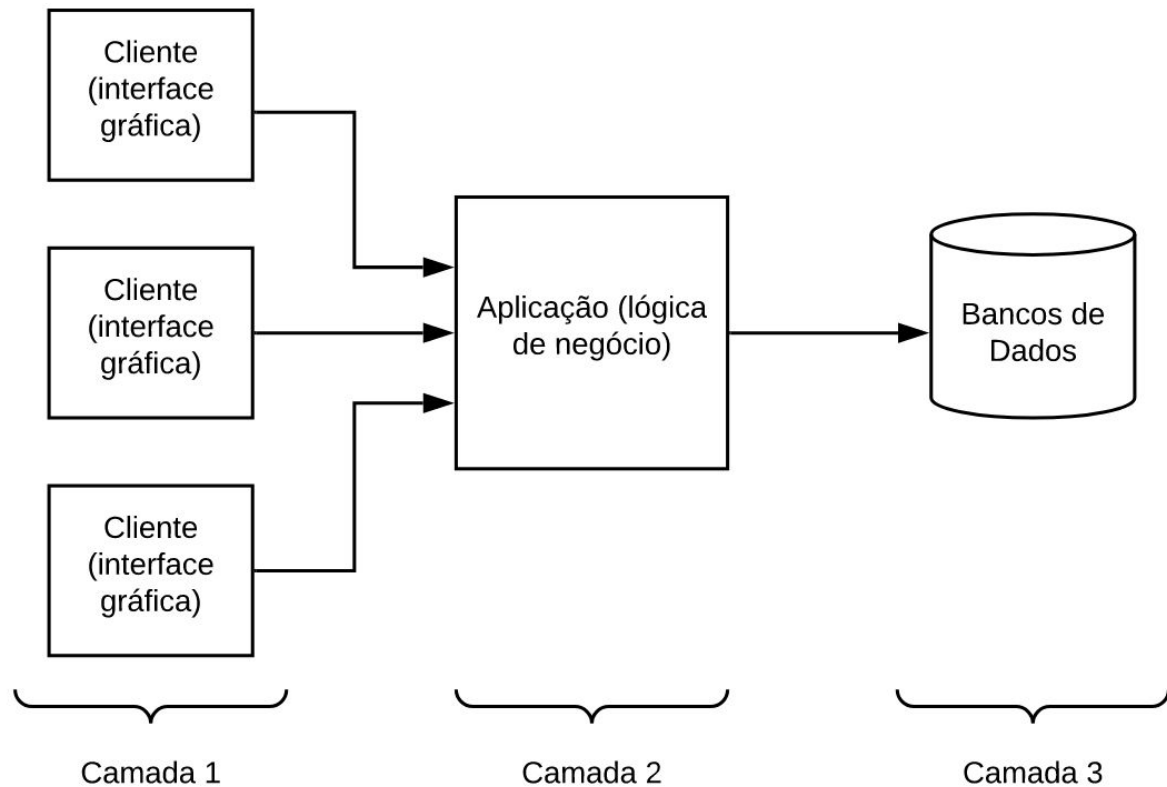 Cliente
(interface
gráfica)
Cliente
(interface
gráfica)
Cliente
(interface
gráfica)
Aplicação (lógica
de negócio)
Bancos de
Dados
Camada 1
Camada 2
Camada 3